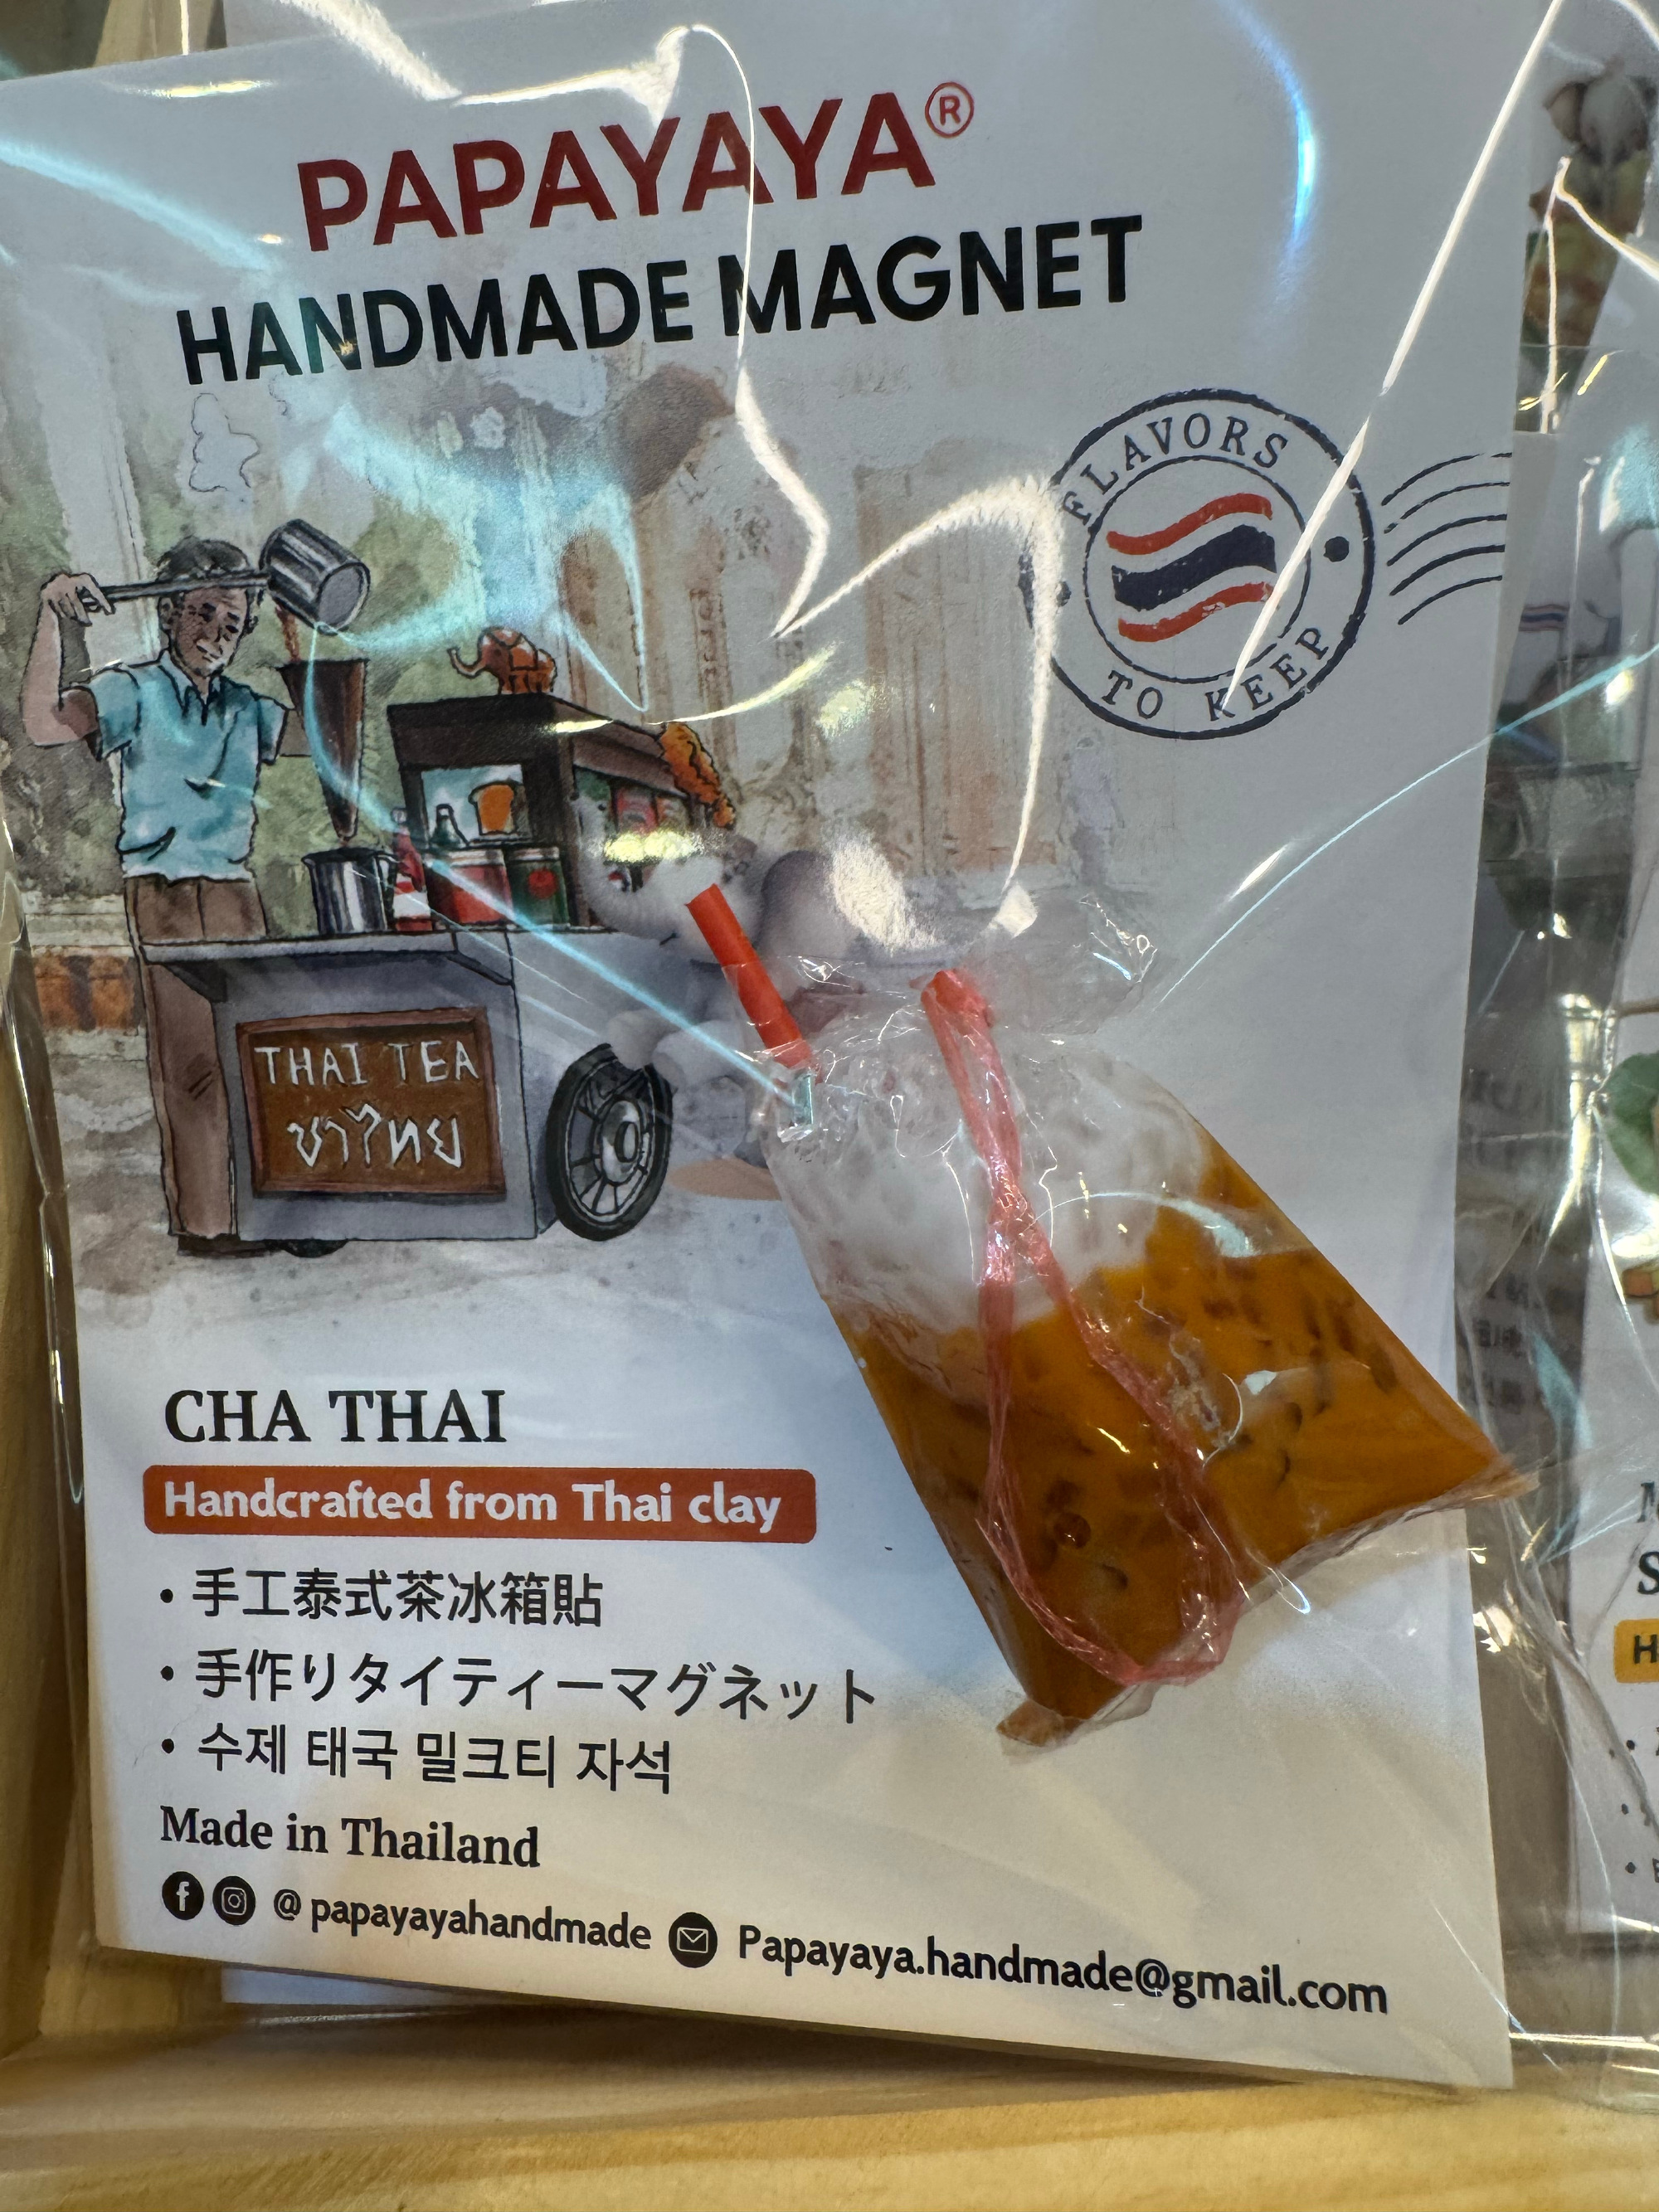 PAPAYAYA®
HANDMADE MAGNET
FLAVORS
TO KEEP
THAI TEA
ชาไทย
CHA THAI
Handcrafted from Thai clay
• 手工泰式茶冰箱貼
• 手作りタイティーマグネット
• 수제 태국 밀크티 자석
Made in Thailand
@ papayayahandmade Papayaya.handmade@gmail.com